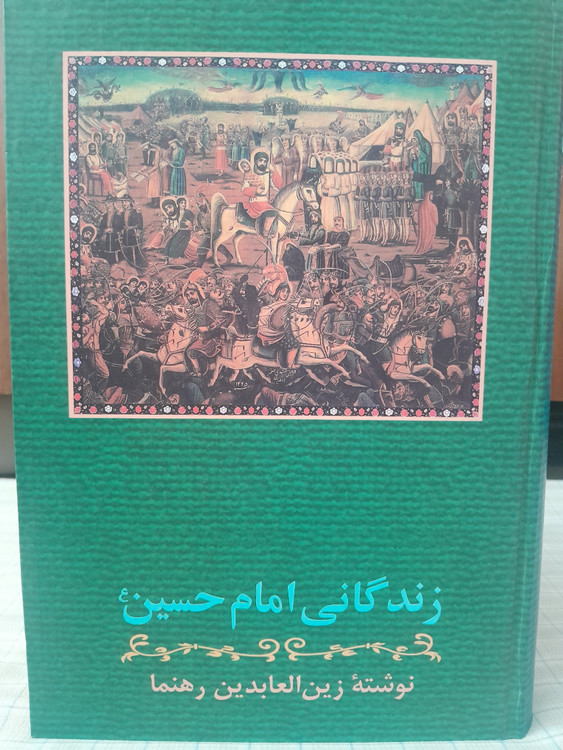 زندگانی امام حسین ع
نوشتهٔ زین‌العابدین رهنما